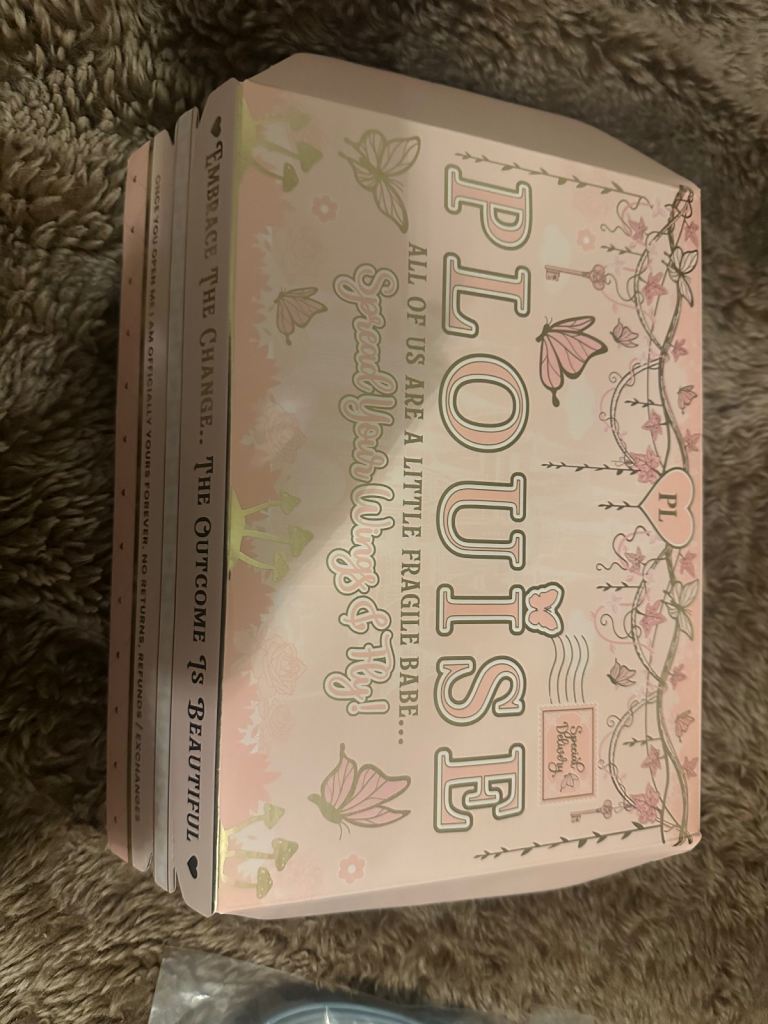 PL
Special
Delivery
PLOUISE
ALL OF US ARE A LITTLE FRAGILE BABE...
Spread Your Wings & Fly!
EMBRACE THE CHANGE.. THE OUTCOME IS BEAUTIFUL
ONCE YOU OPEN ME I AM OFFICIALLY YOURS FOREVER, NO RETURNS, REFUNDS / EXCHANGES